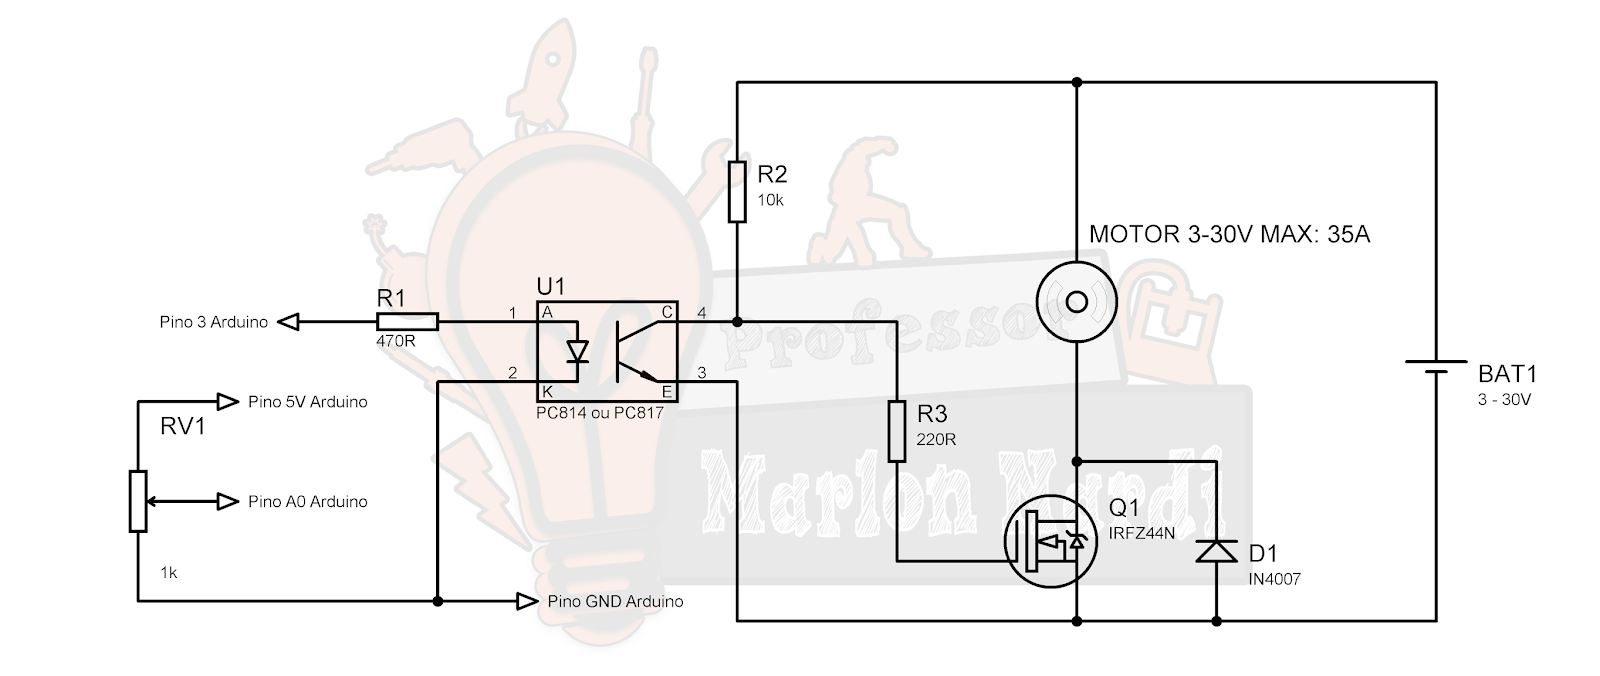 MOTOR 3-30V MAX: 35A
R2
10k
U1
R1
470R
Pino 3 Arduino
1
A
C
4
2
K
E
3
PC814 ou PC817
Pino 5V Arduino
RV1
Pino A0 Arduino
1k
Pino GND Arduino
R3
220R
Q1
IRFZ44N
D1
IN4007
BAT1
3 - 30V
Professor
Marlon Nardi